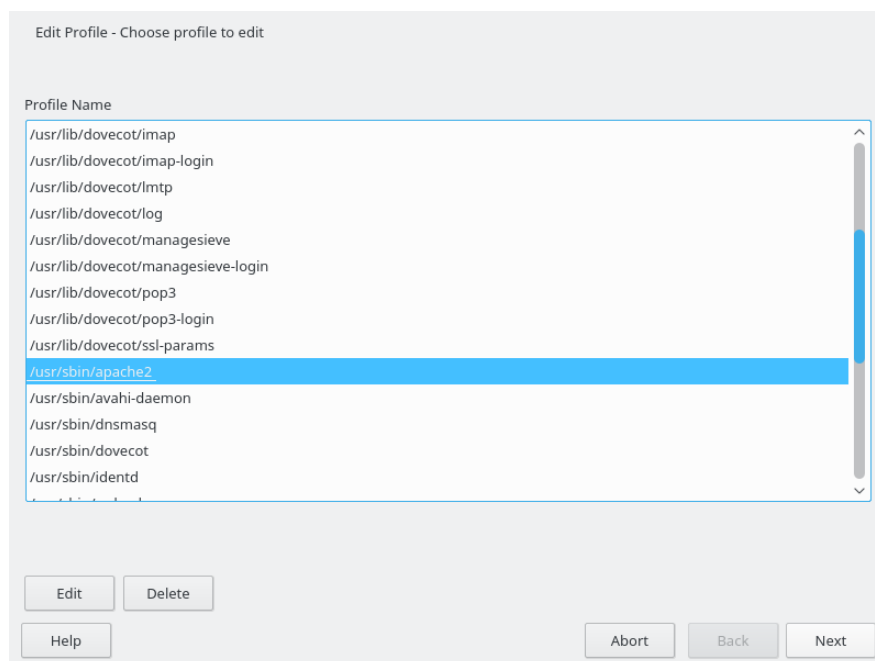 Edit Profile - Choose profile to edit
Profile Name
/usr/lib/dovecot/imap
/usr/lib/dovecot/imap-login
/usr/lib/dovecot/lmtp
/usr/lib/dovecot/log
/usr/lib/dovecot/managesieve
/usr/lib/dovecot/managesieve-login
/usr/lib/dovecot/pop3
/usr/lib/dovecot/pop3-login
/usr/lib/dovecot/ssl-params
/usr/sbin/apache2
/usr/sbin/avahi-daemon
/usr/sbin/dnsmasq
/usr/sbin/dovecot
/usr/sbin/identd
Edit Delete
Help Abort Back Next